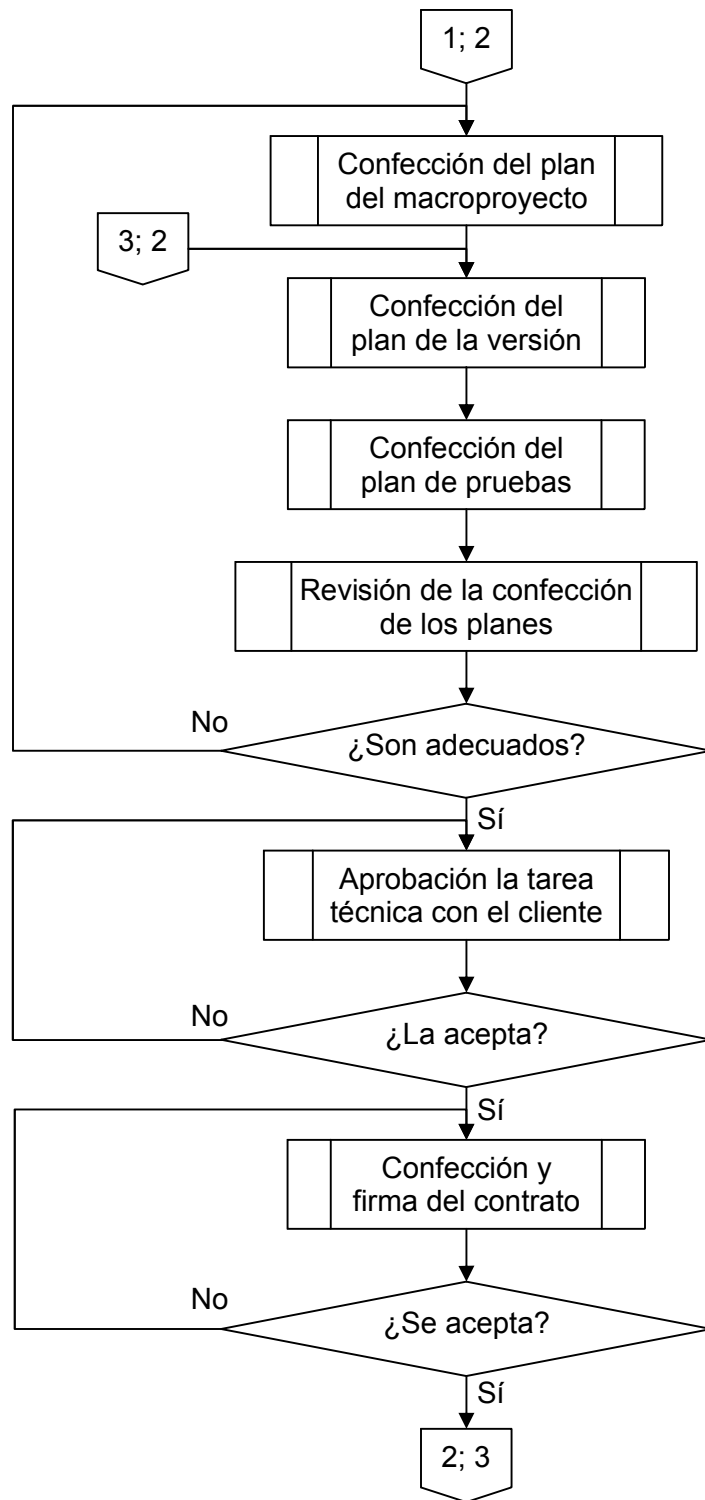 1; 2
Confección del plan
del macroproyecto
3; 2
Confección del
plan de la versión
Confección del
plan de pruebas
Revisión de la confección
de los planes
No
¿Son adecuados?
Sí
Aprobación la tarea
técnica con el cliente
No
¿La acepta?
Sí
Confección y
firma del contrato
No
¿Se acepta?
Sí
2; 3